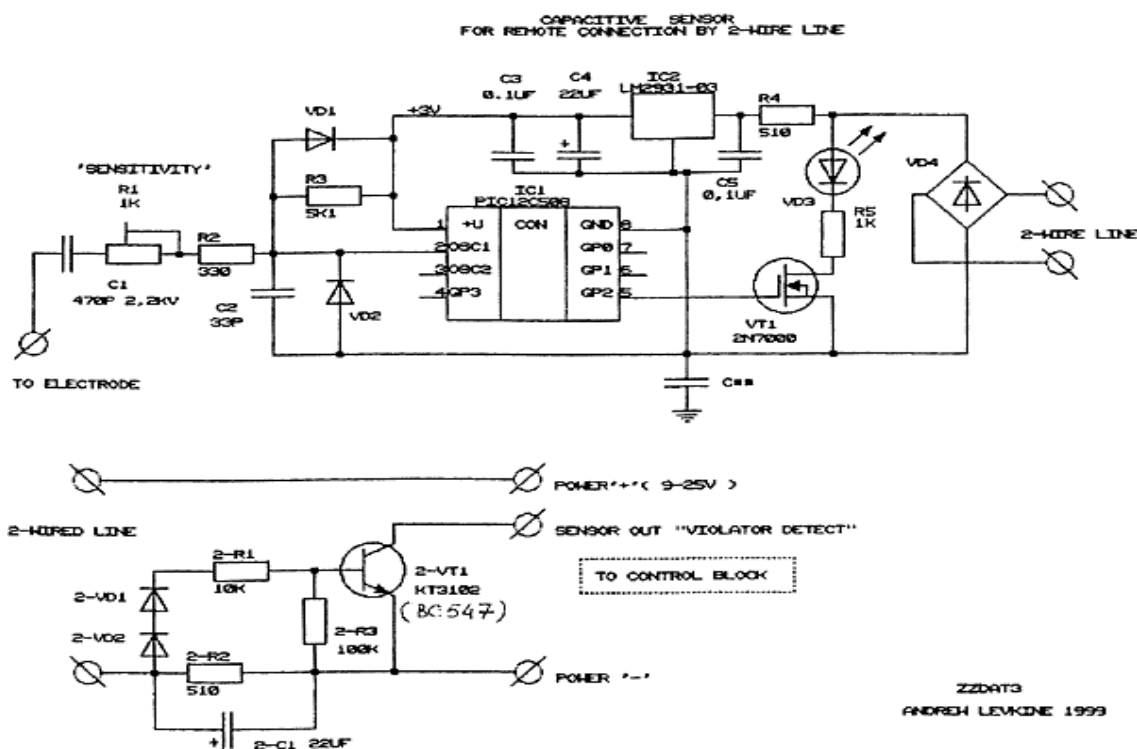 CAPACITIVE SENSOR
FOR REMOTE CONNECTION BY 2-WIRE LINE
C3
0.1UF
C4
22UF
IC2
LM2931-03
R4
510
VD1
+3V
+
'SENSITIVITY'
R1
1K
R3
5K1
IC1
PIC12C508
C5
0,1UF
VD3
R5
1K
VD4
2-WIRE LINE
1 +U CON GND 8
2 OSC1 GP0 7
3 OSC2 GP1 6
4 GP3 GP2 5
R2
330
C1
470P 2,2KV
C2
33P
VD2
VT1
2N7000
TO ELECTRODE
C**
POWER'+'( 9-25V )
2-WIRED LINE
SENSOR OUT "VIOLATOR DETECT"
2-R1
10K
2-VT1
KT3102
(BC547)
TO CONTROL BLOCK
2-VD1
2-VD2
2-R3
100K
2-R2
510
POWER '-'
+
2-C1 22UF
ZZDAT3
ANDREW LEVKINE 1999